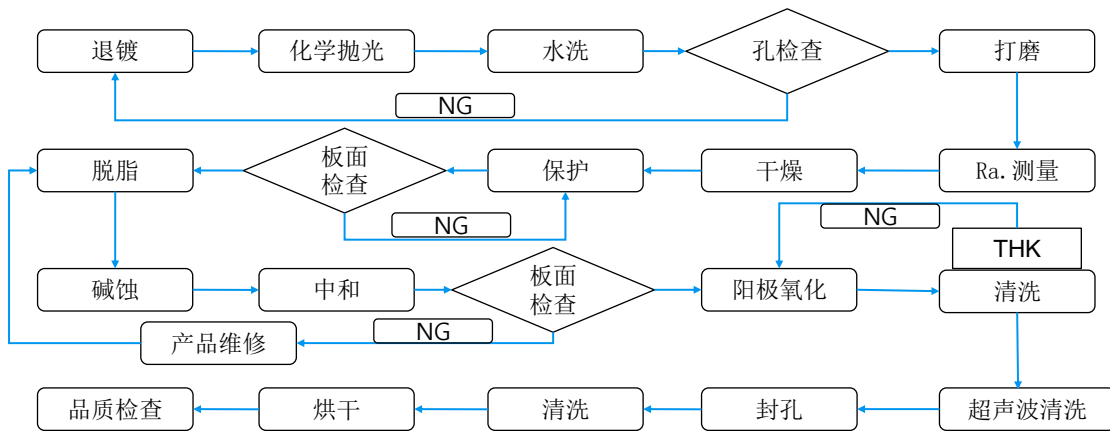 退镀
化学抛光
水洗
孔检查
打磨
NG
脱脂
板面
检查
保护
干燥
Ra.测量
NG
NG
THK
碱蚀
中和
板面
检查
阳极氧化
清洗
产品维修
NG
品质检查
烘干
清洗
封孔
超声波清洗